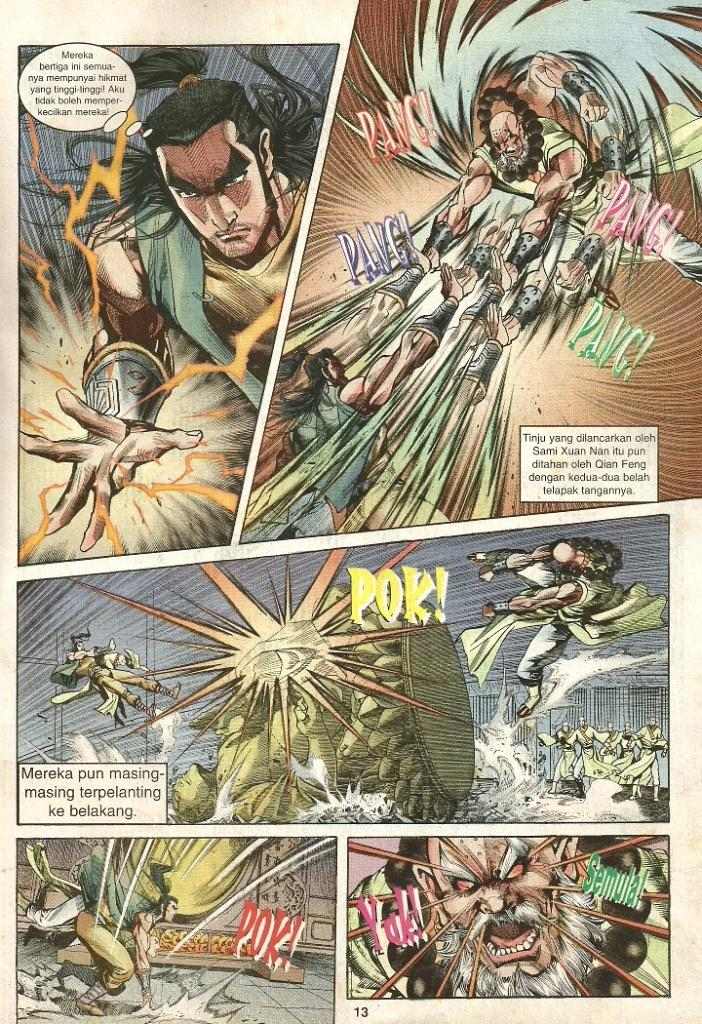 Mereka
bertiga ini semua-
nya mempunyai hikmat
yang tinggi-tinggi! Aku
tidak boleh memper-
kecilkan mereka!
PANG!
PANG!
PANG!
PANG!
Tinju yang dilancarkan oleh
Sami Xuan Nan itu pun
ditahan oleh Qian Feng
dengan kedua-dua belah
telapak tangannya.
POK!
Mereka pun masing-
masing terpelanting
ke belakang.
POK!
Yuk!
Semula!
13